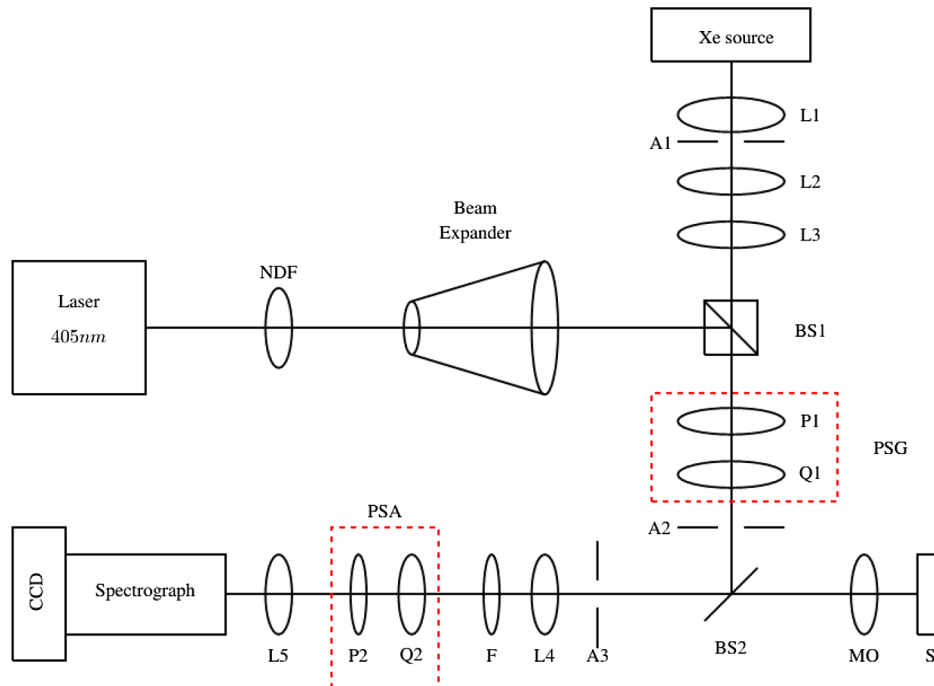 Xe source
L1
A1
L2
Beam
Expander
L3
NDF
Laser
405nm
BS1
P1
PSG
Q1
PSA
A2
CCD
Spectrograph
L5
P2
Q2
F
L4
A3
BS2
MO
S